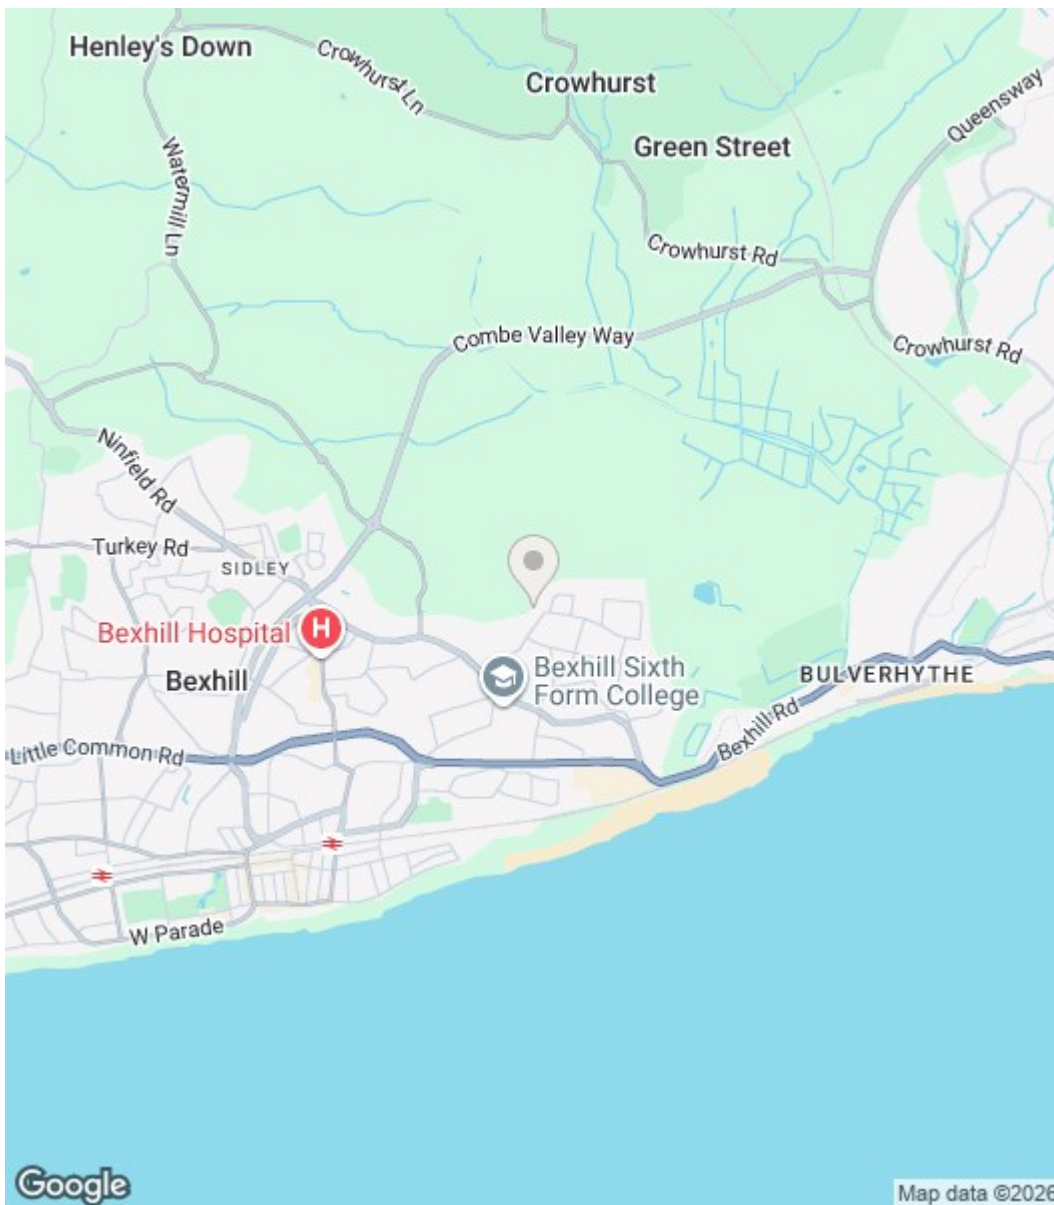 Henley's Down
Crowhurst Ln
Crowhurst
Queensway
Green Street
Watermill Ln
Crowhurst Rd
Combe Valley Way
Crowhurst Rd
Ninfield Rd
Turkey Rd
SIDLEY
Bexhill Hospital
H
Bexhill
Bexhill Sixth
Form College
BULVERHYTHE
Bexhill Rd
Little Common Rd
W Parade
Google
Map data ©2026